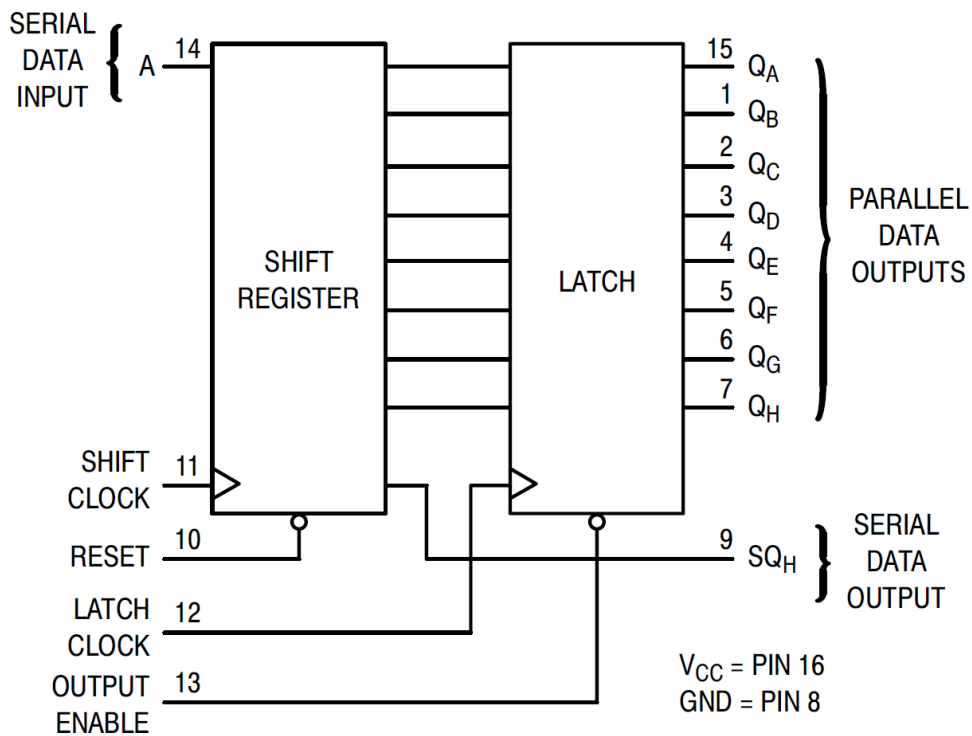 SERIAL
DATA
INPUT
A
14
SHIFT
REGISTER
LATCH
15 QA
1 QB
2 QC
3 QD
4 QE
5 QF
6 QG
7 QH
PARALLEL
DATA
OUTPUTS
SHIFT
CLOCK
11
RESET
10
LATCH
CLOCK
12
OUTPUT
ENABLE
13
9 SQH
SERIAL
DATA
OUTPUT
VCC = PIN 16
GND = PIN 8